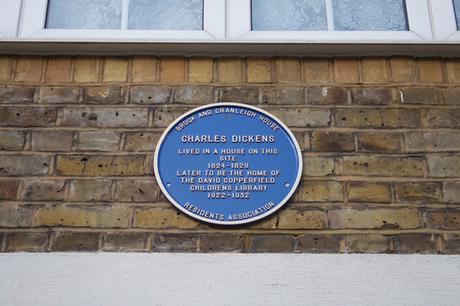 BROOK AND CRANLEIGH HOUSE
CHARLES DICKENS
LIVED IN A HOUSE ON THIS
SITE
1824-1829
LATER TO BE THE HOME OF
THE DAVID COPPERFIELD
CHILDRENS LIBRARY
1922-1932
RESIDENTS ASSOCIATION